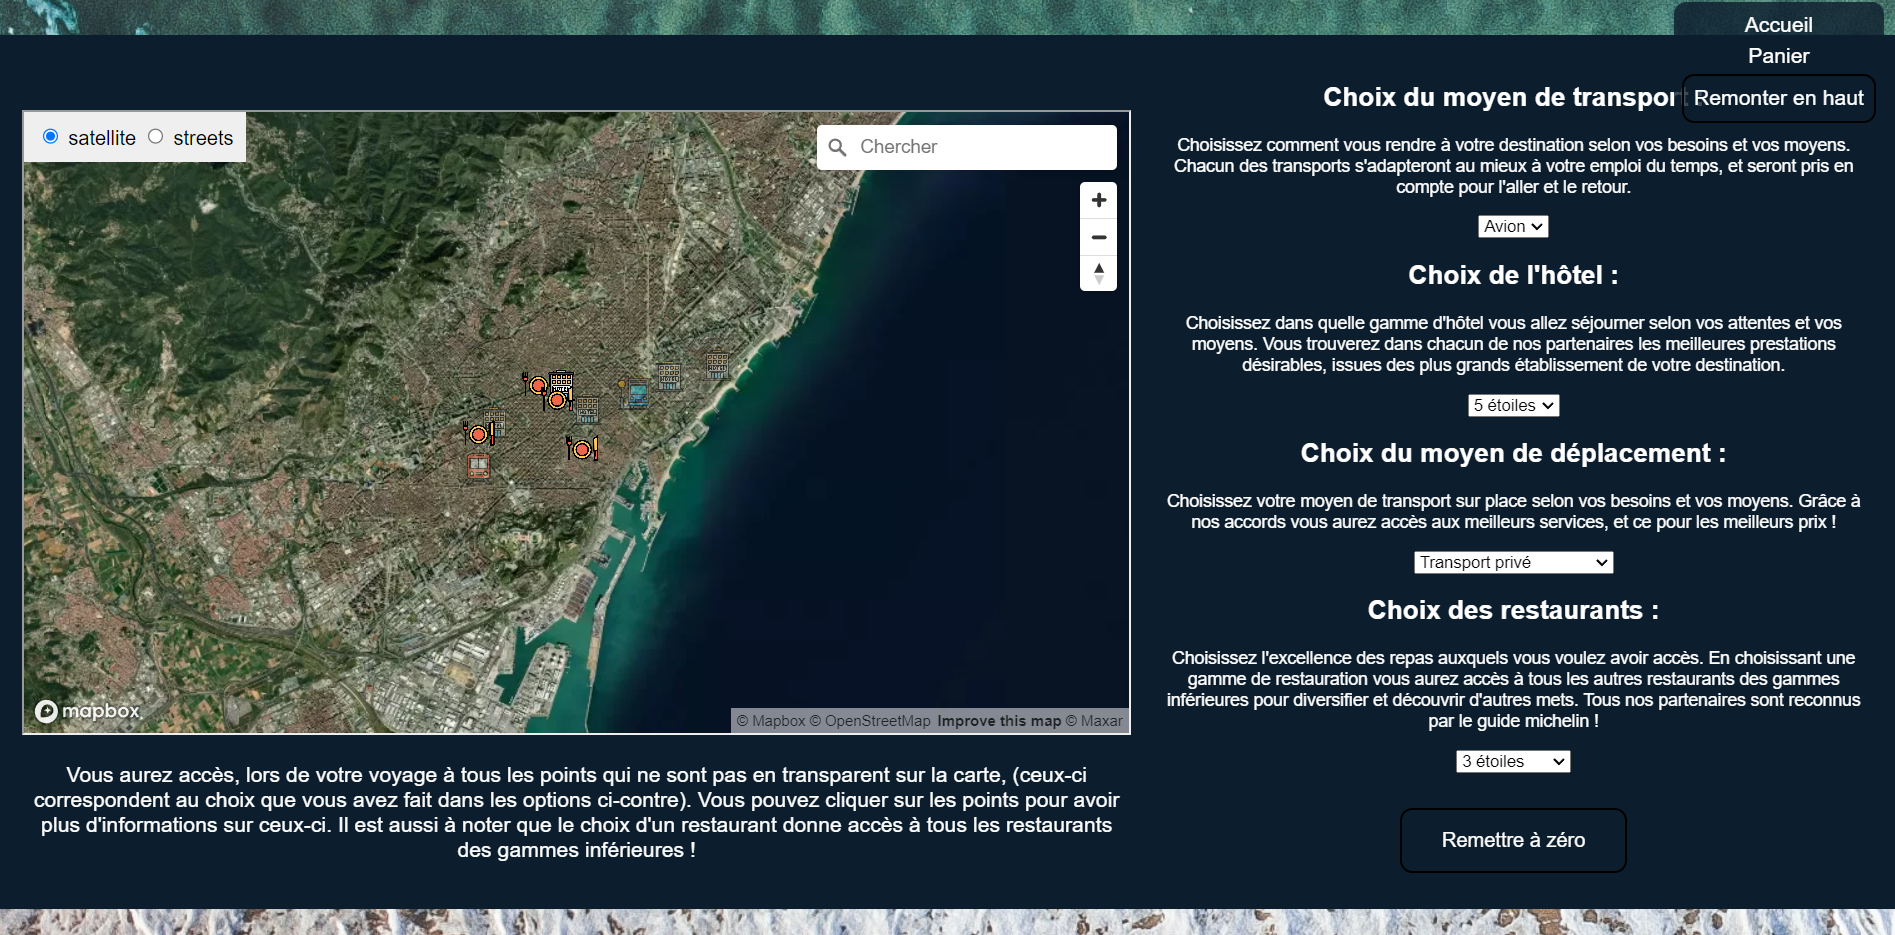 Accueil
Panier
Remonter en haut
satellite
streets
Chercher
mapbox
© Mapbox © OpenStreetMap Improve this map © Maxar
Vous aurez accès, lors de votre voyage à tous les points qui ne sont pas en transparent sur la carte, (ceux-ci
correspondent au choix que vous avez fait dans les options ci-contre). Vous pouvez cliquer sur les points pour avoir
plus d'informations sur ceux-ci. Il est aussi à noter que le choix d'un restaurant donne accès à tous les restaurants
des gammes inférieures !
Choix du moyen de transport
Choisissez comment vous rendre à votre destination selon vos besoins et vos moyens.
Chacun des transports s'adapteront au mieux à votre emploi du temps, et seront pris en
compte pour l'aller et le retour.
Avion
Choix de l'hôtel :
Choisissez dans quelle gamme d'hôtel vous allez séjourner selon vos attentes et vos
moyens. Vous trouverez dans chacun de nos partenaires les meilleures prestations
désirables, issues des plus grands établissement de votre destination.
5 étoiles
Choix du moyen de déplacement :
Choisissez votre moyen de transport sur place selon vos besoins et vos moyens. Grâce à
nos accords vous aurez accès aux meilleurs services, et ce pour les meilleurs prix !
Transport privé
Choix des restaurants :
Choisissez l'excellence des repas auxquels vous voulez avoir accès. En choisissant une
gamme de restauration vous aurez accès à tous les autres restaurants des gammes
inférieures pour diversifier et découvrir d'autres mets. Tous nos partenaires sont reconnus
par le guide michelin !
3 étoiles
Remettre à zéro